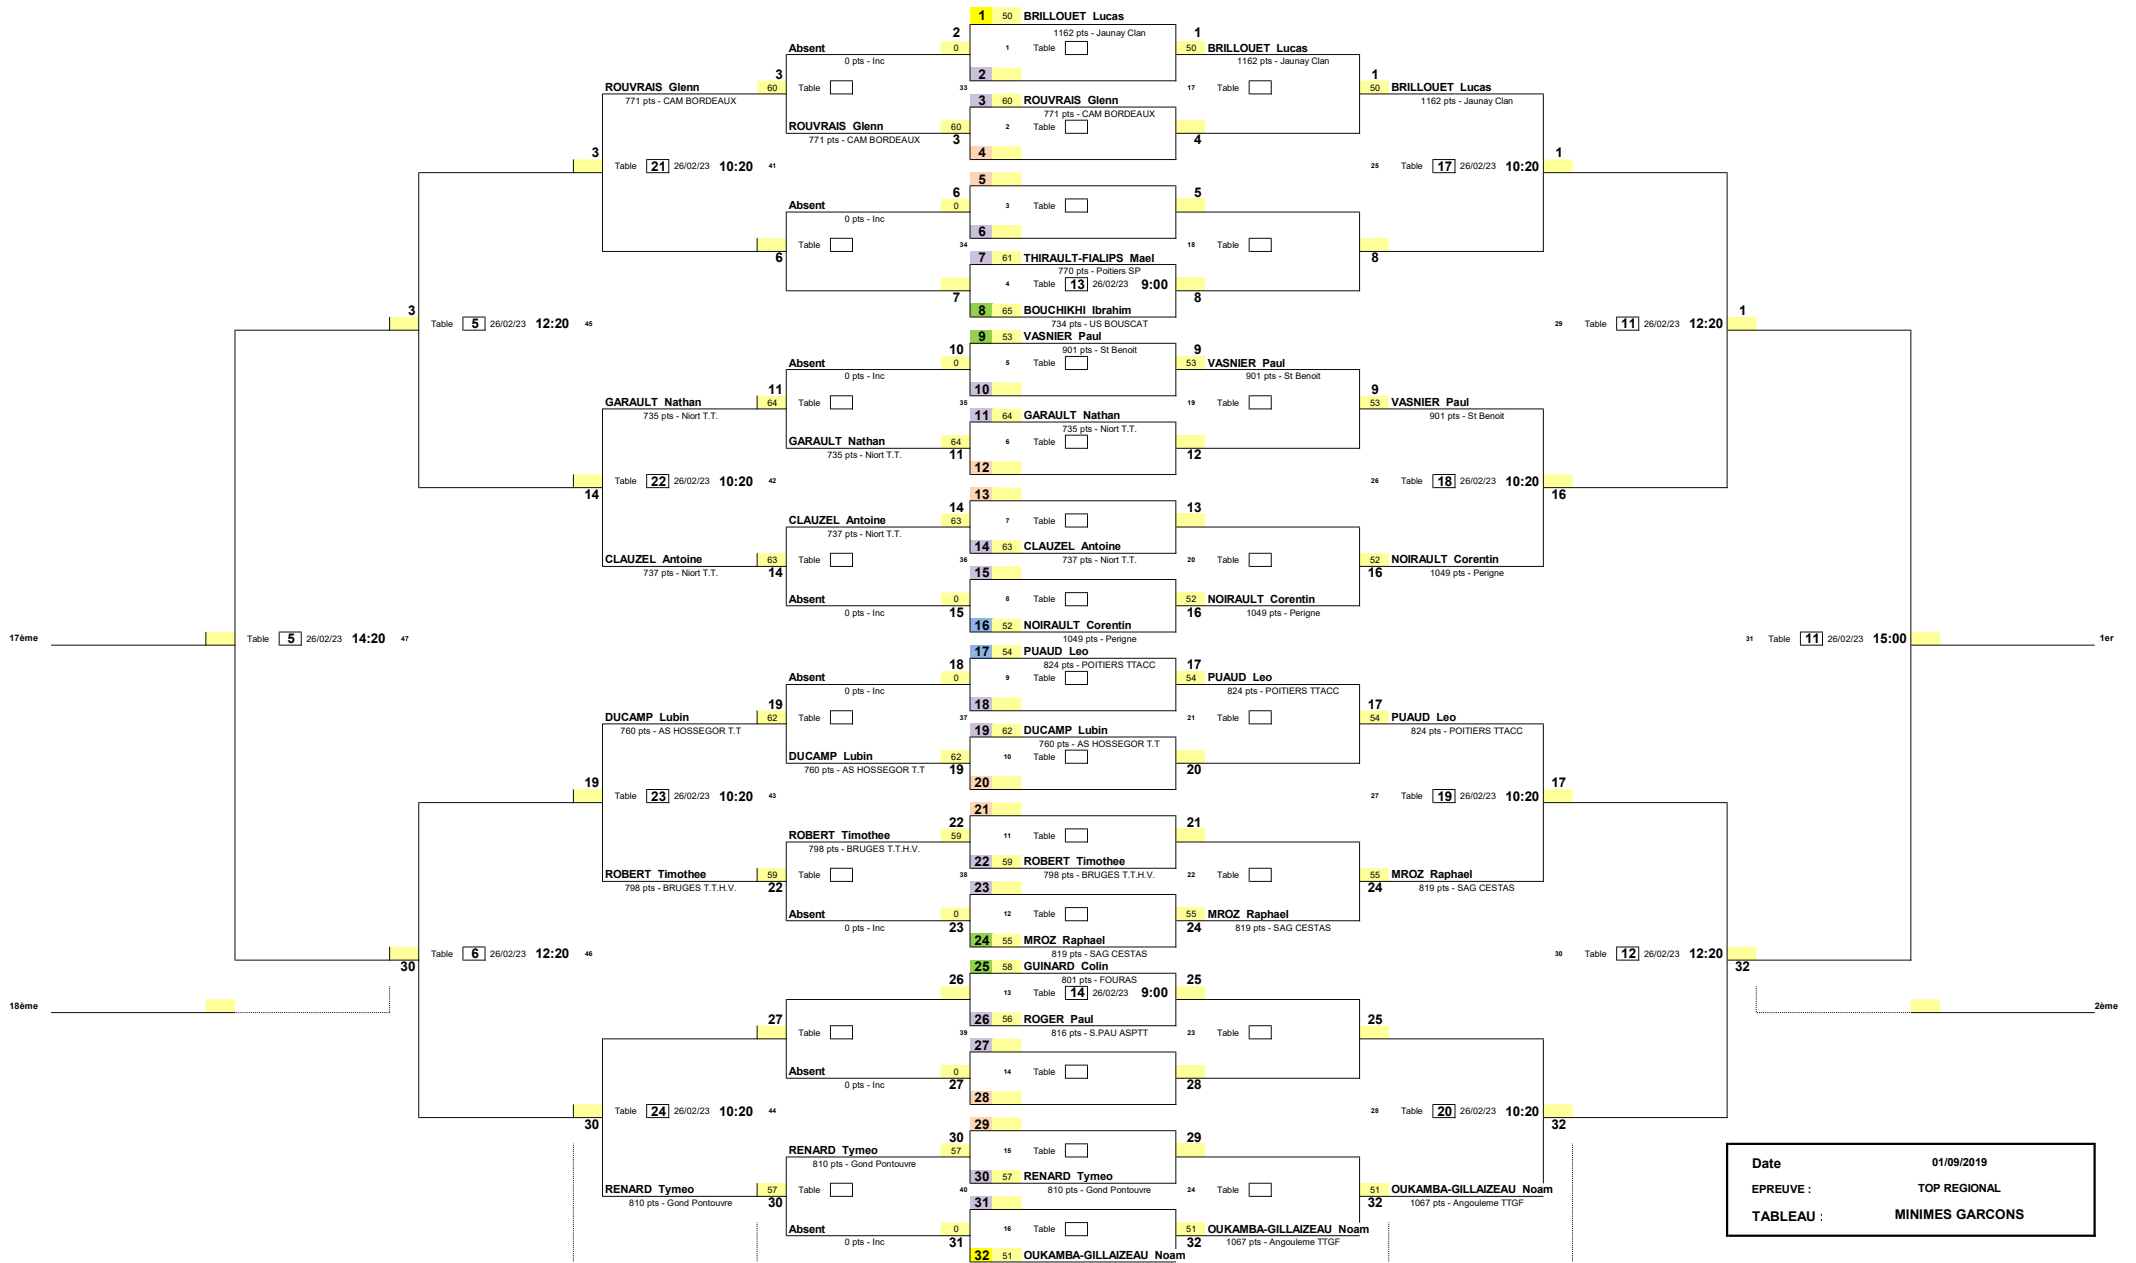 1 50 BRILLOUET Lucas
2 1162 pts - Jaunay Clan 1
Absent 0 1 Table 50 BRILLOUET Lucas
0 pts - Inc 1162 pts - Jaunay Clan
3 2 1
ROUVRAIS Glenn 60 Table 33 17 Table 50 BRILLOUET Lucas
771 pts - CAM BORDEAUX 3 60 ROUVRAIS Glenn 1162 pts - Jaunay Clan
771 pts - CAM BORDEAUX
ROUVRAIS Glenn 60 2 Table
771 pts - CAM BORDEAUX 3 4
3 4 1
Table 21 26/02/23 10:20 41 25 Table 17 26/02/23 10:20
5
6 5
Absent 0 3 Table
0 pts - Inc
6
Table 34 18 Table
6 7 61 THIRAULT-FIALIPS Mael 8
770 pts - Poitiers SP
4 Table 13 26/02/23 9:00
7 8
3 8 65 BOUCHIKHI Ibrahim 1
Table 5 26/02/23 12:20 45 734 pts - US BOUSCAT 29 Table 11 26/02/23 12:20
9 53 VASNIER Paul
10 901 pts - St Benoit 9
Absent 0 5 Table 53 VASNIER Paul
0 pts - Inc 901 pts - St Benoit
11 10 9
GARAULT Nathan 64 Table 35 19 Table 53 VASNIER Paul
735 pts - Niort T.T. 11 64 GARAULT Nathan 901 pts - St Benoit
735 pts - Niort T.T.
GARAULT Nathan 64 6 Table
735 pts - Niort T.T. 11 12
12
Table 22 26/02/23 10:20 42 26 Table 18 26/02/23 10:20
14 13 16
14 13
CLAUZEL Antoine 63 7 Table
737 pts - Niort T.T.
14 63 CLAUZEL Antoine
CLAUZEL Antoine 63 Table 36 737 pts - Niort T.T. 20 Table 52 NOIRAULT Corentin
737 pts - Niort T.T. 14 15 16 1049 pts - Perigne
Absent 0 8 Table 52 NOIRAULT Corentin
0 pts - Inc 15 16 1049 pts - Perigne
16 52 NOIRAULT Corentin
17ème Table 5 26/02/23 14:20 47 1049 pts - Perigne 31 Table 11 26/02/23 15:00 1er
17 54 PUAUD Leo
18 824 pts - POITIERS TTACC 17
Absent 0 9 Table 54 PUAUD Leo
0 pts - Inc 824 pts - POITIERS TTACC
19 18 17
DUCAMP Lubin 62 Table 37 21 Table 54 PUAUD Leo
760 pts - AS HOSSEGOR T.T 19 62 DUCAMP Lubin 824 pts - POITIERS TTACC
760 pts - AS HOSSEGOR T.T
DUCAMP Lubin 62 10 Table
760 pts - AS HOSSEGOR T.T 19 20
19 20 17
Table 23 26/02/23 10:20 43 27 Table 19 26/02/23 10:20
21
22 21
ROBERT Timothee 59 11 Table
798 pts - BRUGES T.T.H.V.
22 59 ROBERT Timothee
ROBERT Timothee 59 Table 38 798 pts - BRUGES T.T.H.V. 22 Table 55 MROZ Raphael
798 pts - BRUGES T.T.H.V. 22 23 24 819 pts - SAG CESTAS
Absent 0 12 Table 55 MROZ Raphael
0 pts - Inc 23 24 819 pts - SAG CESTAS
24 55 MROZ Raphael
Table 6 26/02/23 12:20 46 819 pts - SAG CESTAS 30 Table 12 26/02/23 12:20
30 25 58 GUINARD Colin 32
26 801 pts - FOURAS 25
13 Table 14 26/02/23 9:00
18ème 2ème
27 26 56 ROGER Paul 25
Table 39 816 pts - S.PAU ASPTT 23 Table
27
Absent 0 14 Table
0 pts - Inc 27 28
28
Table 24 26/02/23 10:20 44 28 Table 20 26/02/23 10:20
30 29 32
30 29
RENARD Tymeo 57 15 Table
810 pts - Gond Pontouvre
30 57 RENARD Tymeo
RENARD Tymeo 57 Table 40 810 pts - Gond Pontouvre 24 Table 51 OUKAMBA-GILLAIZEAU Noam
810 pts - Gond Pontouvre 30 31 32 1067 pts - Angouleme TTGF
Absent 0 16 Table 51 OUKAMBA-GILLAIZEAU Noam
0 pts - Inc 31 32 1067 pts - Angouleme TTGF
32 51 OUKAMBA-GILLAIZEAU Noam
Date 01/09/2019
EPREUVE : TOP REGIONAL
TABLEAU : MINIMES GARCONS